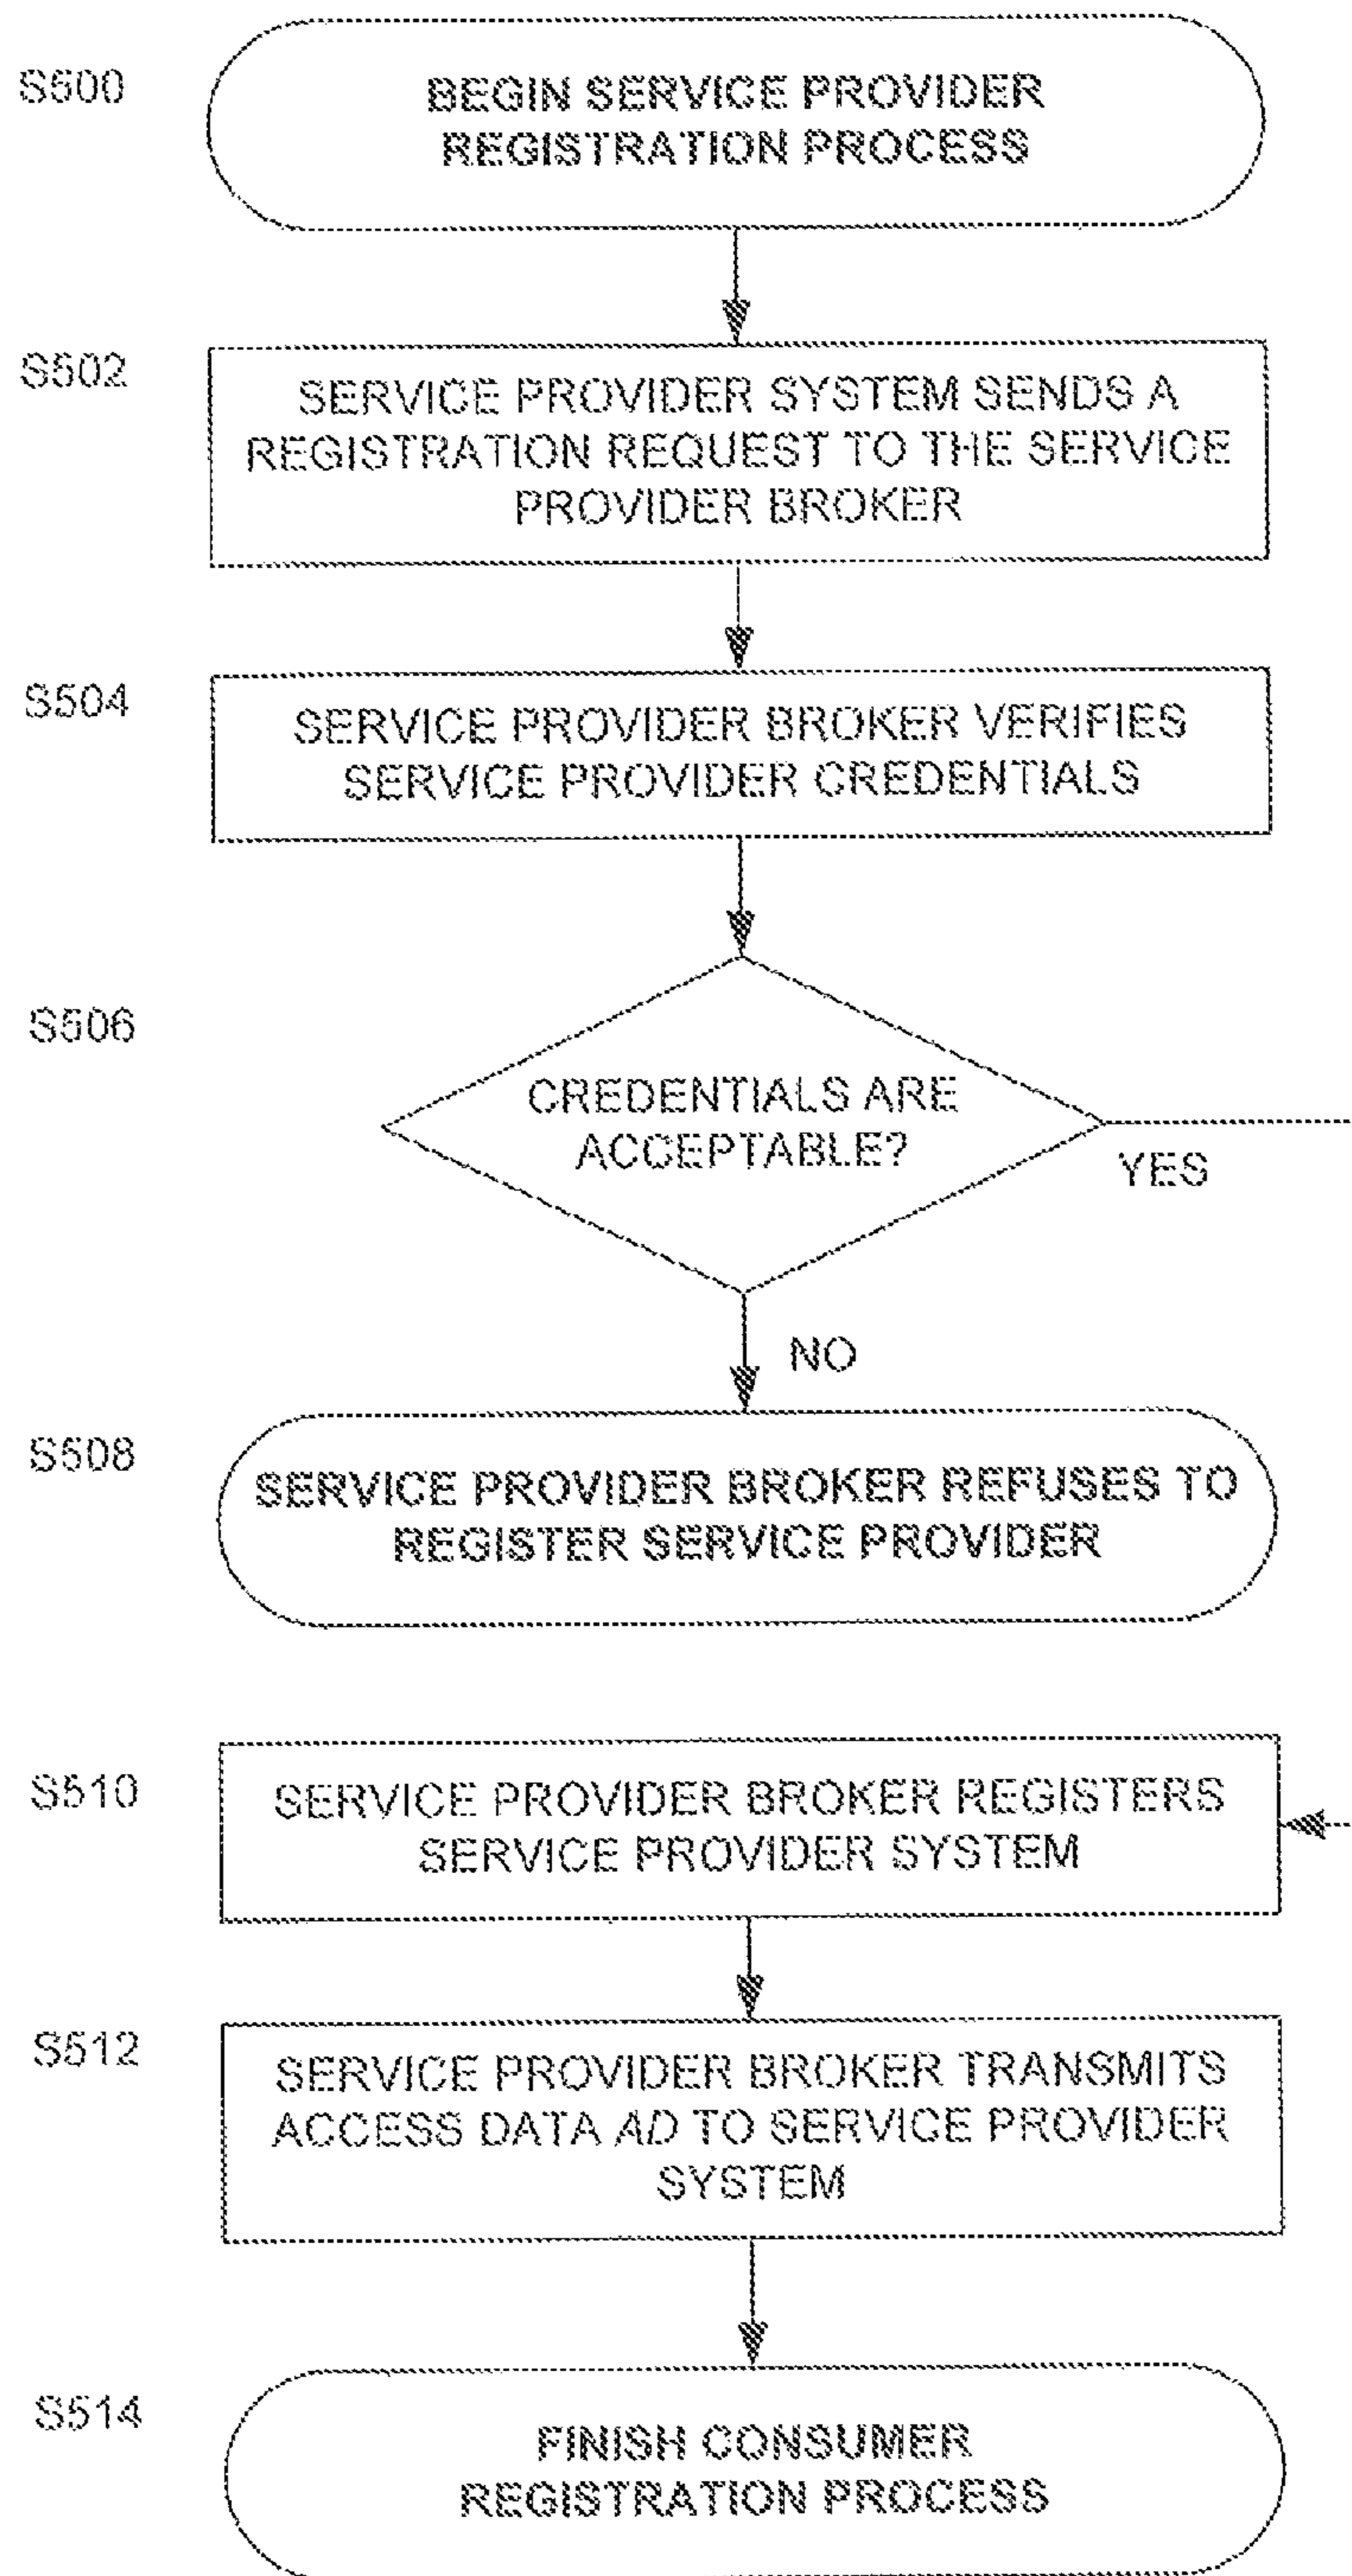 S500
BEGIN SERVICE PROVIDER
REGISTRATION PROCESS
S502
SERVICE PROVIDER SYSTEM SENDS A
REGISTRATION REQUEST TO THE SERVICE
PROVIDER BROKER
S504
SERVICE PROVIDER BROKER VERIFIES
SERVICE PROVIDER CREDENTIALS
S506
CREDENTIALS ARE
ACCEPTABLE?
YES
NO
S508
SERVICE PROVIDER BROKER REFUSES TO
REGISTER SERVICE PROVIDER
S510
SERVICE PROVIDER BROKER REGISTERS
SERVICE PROVIDER SYSTEM
S512
SERVICE PROVIDER BROKER TRANSMITS
ACCESS DATA AD TO SERVICE PROVIDER
SYSTEM
S514
FINISH CONSUMER
REGISTRATION PROCESS